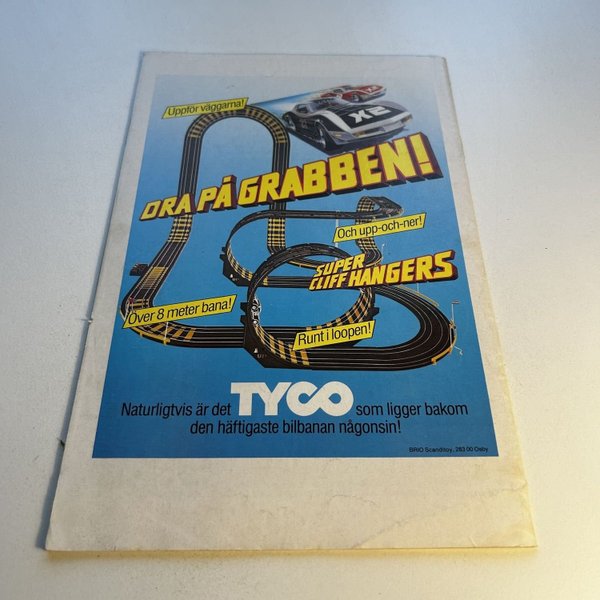 Uppför väggarna!
X2
DRA PÅ GRABBEN!
Och upp-och-ner!
SUPER
CLIFF HANGERS
Över 8 meter bana!
Runt i loopen!
Naturligtvis är det TYCO som ligger bakom
den häftigaste bilbanan någonsin!
BRIO Scanditoy, 283 00 Osby